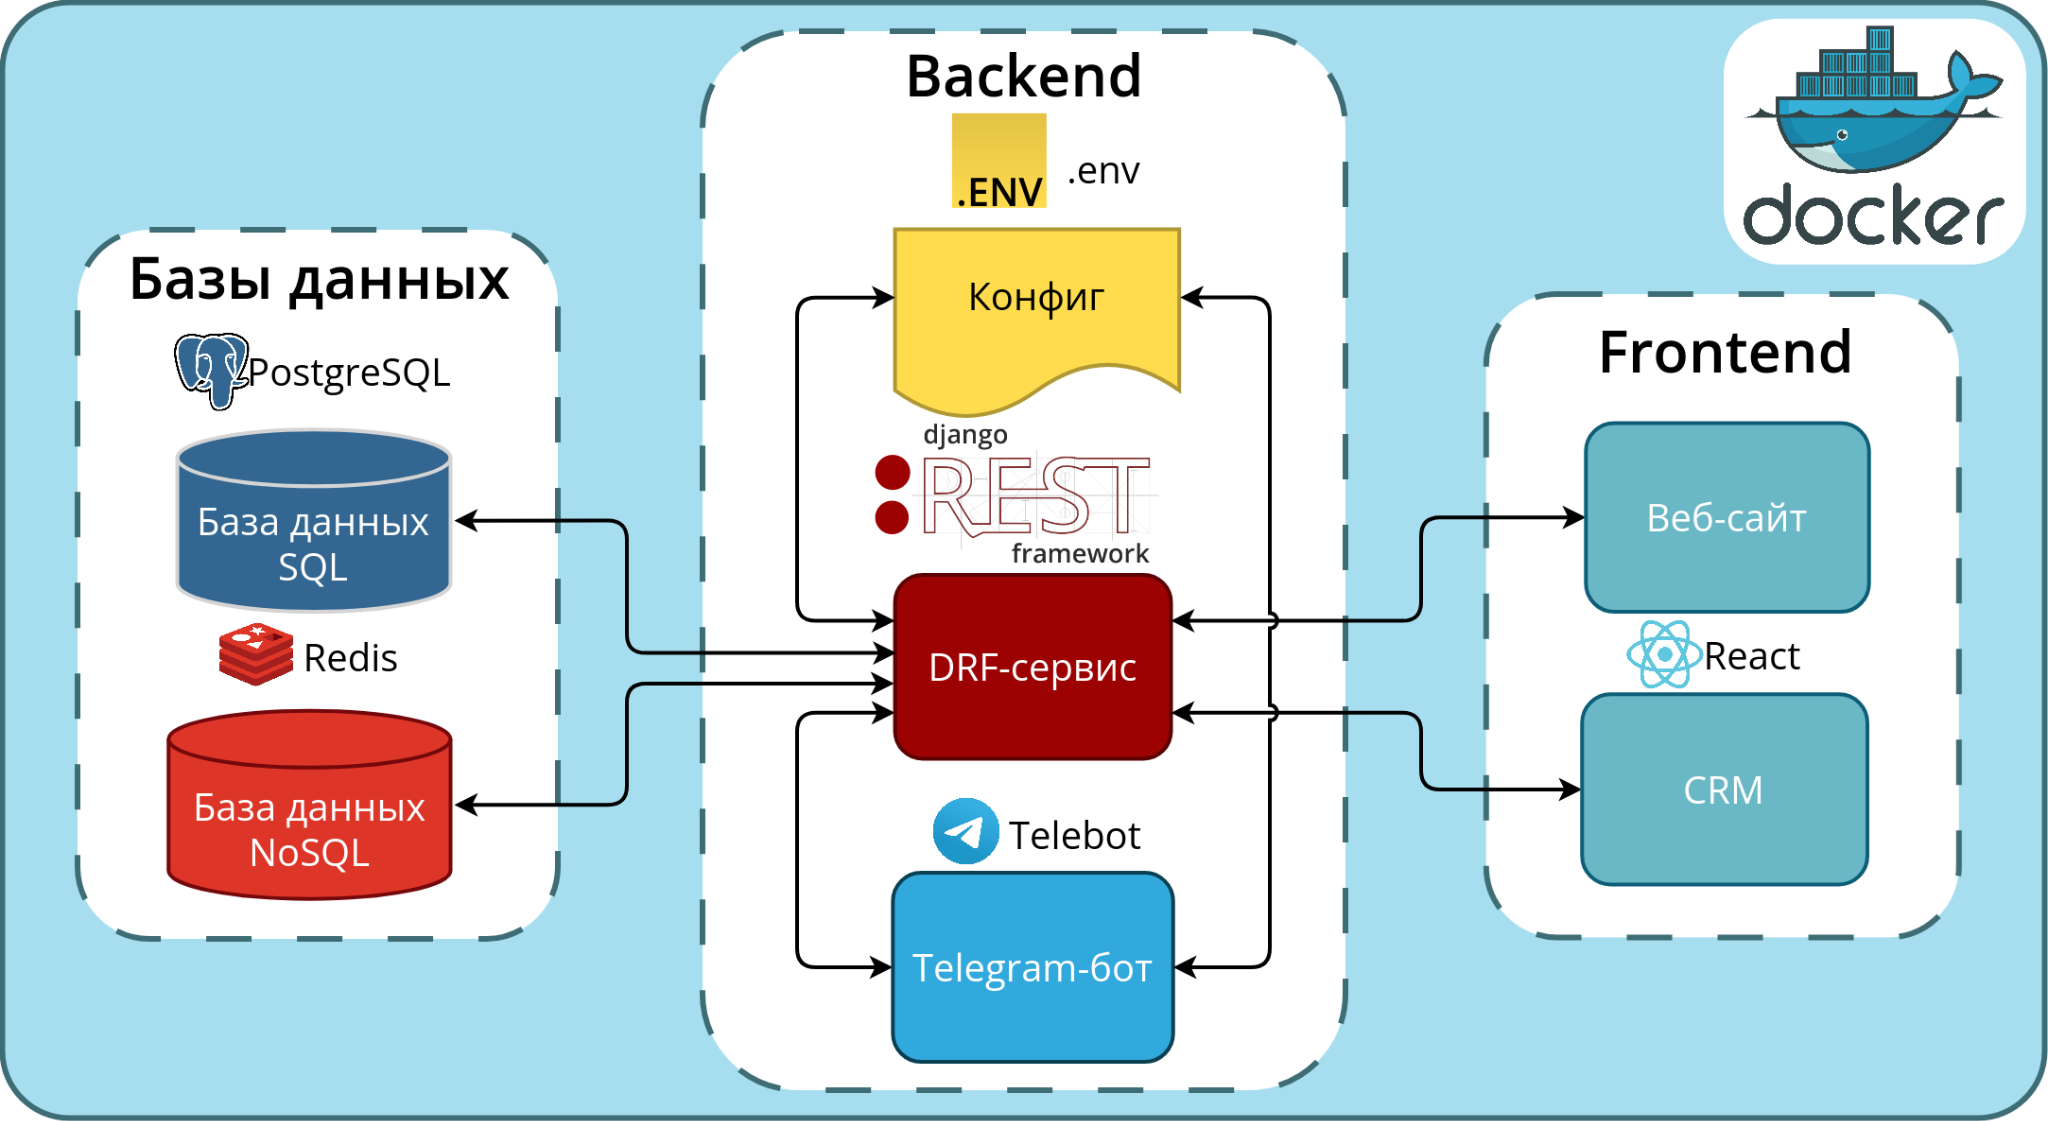 Backend
.ENV
.env
Конфиг
django
REST
framework
DRF-сервис
Telebot
Telegram-бот
Базы данных
PostgreSQL
База данных
SQL
Redis
База данных
NoSQL
docker
Frontend
Веб-сайт
React
CRM